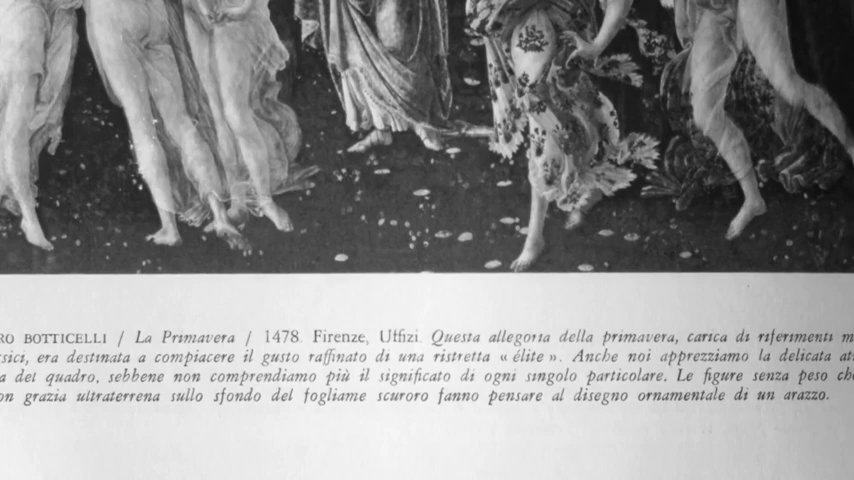 RO BOTTICELLI / La Primavera / 1478. Firenze, Uffizi. Questa allegoria della primavera, carica di riferimenti m
sici, era destinata a compiacere il gusto raffinato di una ristretta « élite ». Anche noi apprezziamo la delicata at
a del quadro, sebbene non comprendiamo più il significato di ogni singolo particolare. Le figure senza peso che
on grazia ultraterrena sullo sfondo del fogliame scuroro fanno pensare al disegno ornamentale di un arazzo.